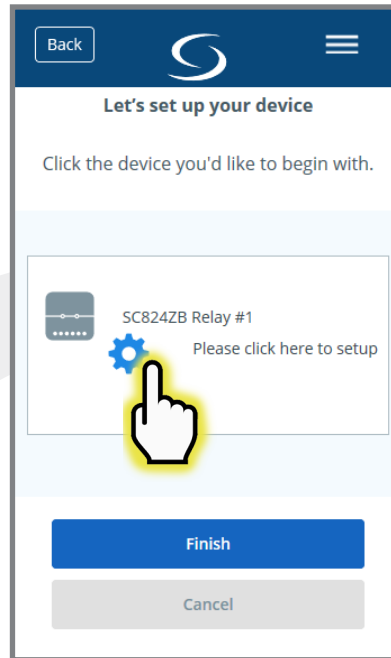 Back
Let’s set up your device
Click the device you'd like to begin with.
SC824ZB Relay #1
Please click here to setup
Finish
Cancel